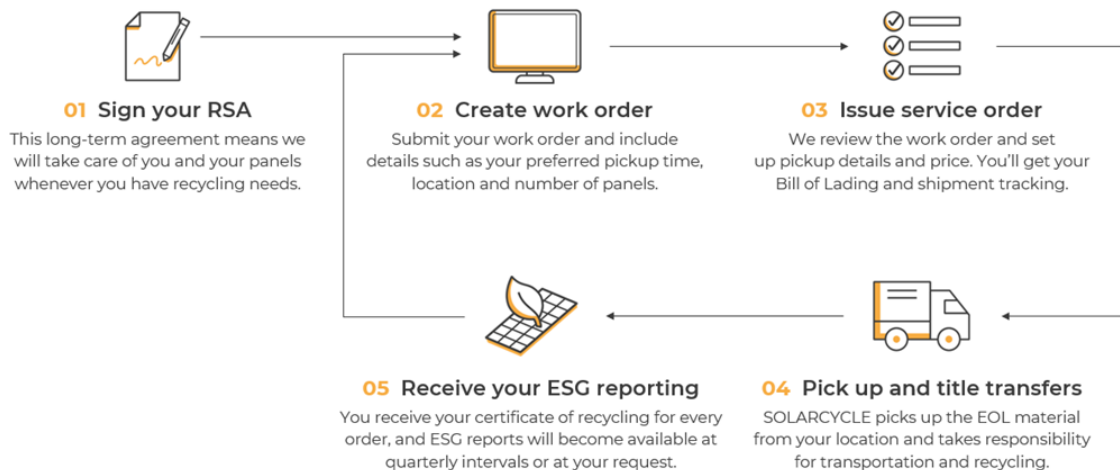 01 Sign your RSA
This long-term agreement means we
will take care of you and your panels
whenever you have recycling needs.
02 Create work order
Submit your work order and include
details such as your preferred pickup time,
location and number of panels.
03 Issue service order
We review the work order and set
up pickup details and price. You’ll get your
Bill of Lading and shipment tracking.
04 Pick up and title transfers
SOLARCYCLE picks up the EOL material
from your location and takes responsibility
for transportation and recycling.
05 Receive your ESG reporting
You receive your certificate of recycling for every
order, and ESG reports will become available at
quarterly intervals or at your request.